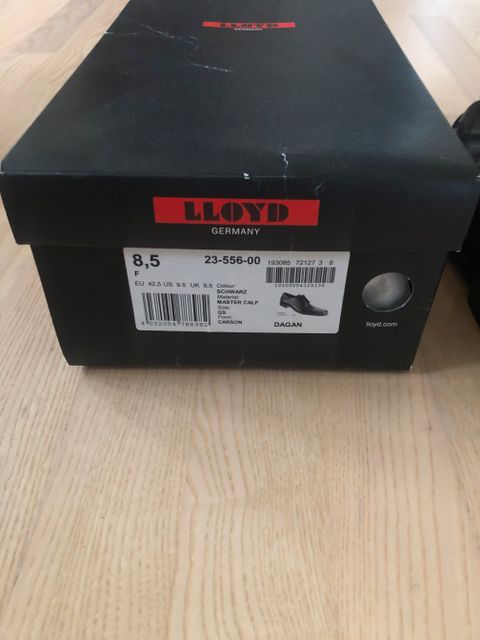 LLOYD
GERMANY
LLOYD
GERMANY
8,5
23-556-00
193085 72127 3 8
F
EU 42,5 US 9.5 UK 8.5
Colour:
SCHWARZ
Material:
MASTER CALF
Sole:
GS
Form:
CARSON
DAGAN
lloyd.com